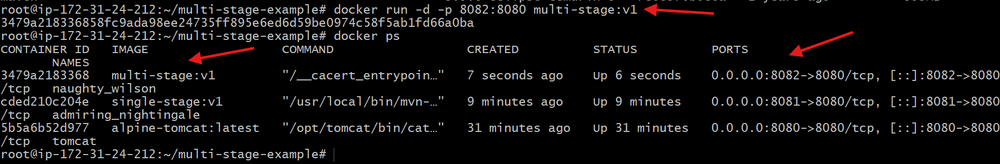 root@ip-172-31-24-212:~/multi-stage-example# docker run -d -p 8082:8080 multi-stage:v1
3479a218336858fc9ada98ee24735ff895e6ed6d59be0974c58f5ab1fd66a0ba
root@ip-172-31-24-212:~/multi-stage-example# docker ps
CONTAINER ID   IMAGE                  COMMAND                  CREATED          STATUS          PORTS
       NAMES
3479a2183368   multi-stage:v1         "/__cacert_entrypoin…"   7 seconds ago    Up 6 seconds    0.0.0.0:8082->8080/tcp, [::]:8082->8080
/tcp   naughty_wilson
cded210c204e   single-stage:v1        "/usr/local/bin/mvn-…"   9 minutes ago    Up 9 minutes    0.0.0.0:8081->8080/tcp, [::]:8081->8080
/tcp   admiring_nightingale
5b5a6b52d977   alpine-tomcat:latest   "/opt/tomcat/bin/cat…"   31 minutes ago   Up 31 minutes   0.0.0.0:8080->8080/tcp, [::]:8080->8080
/tcp   tomcat
root@ip-172-31-24-212:~/multi-stage-example#